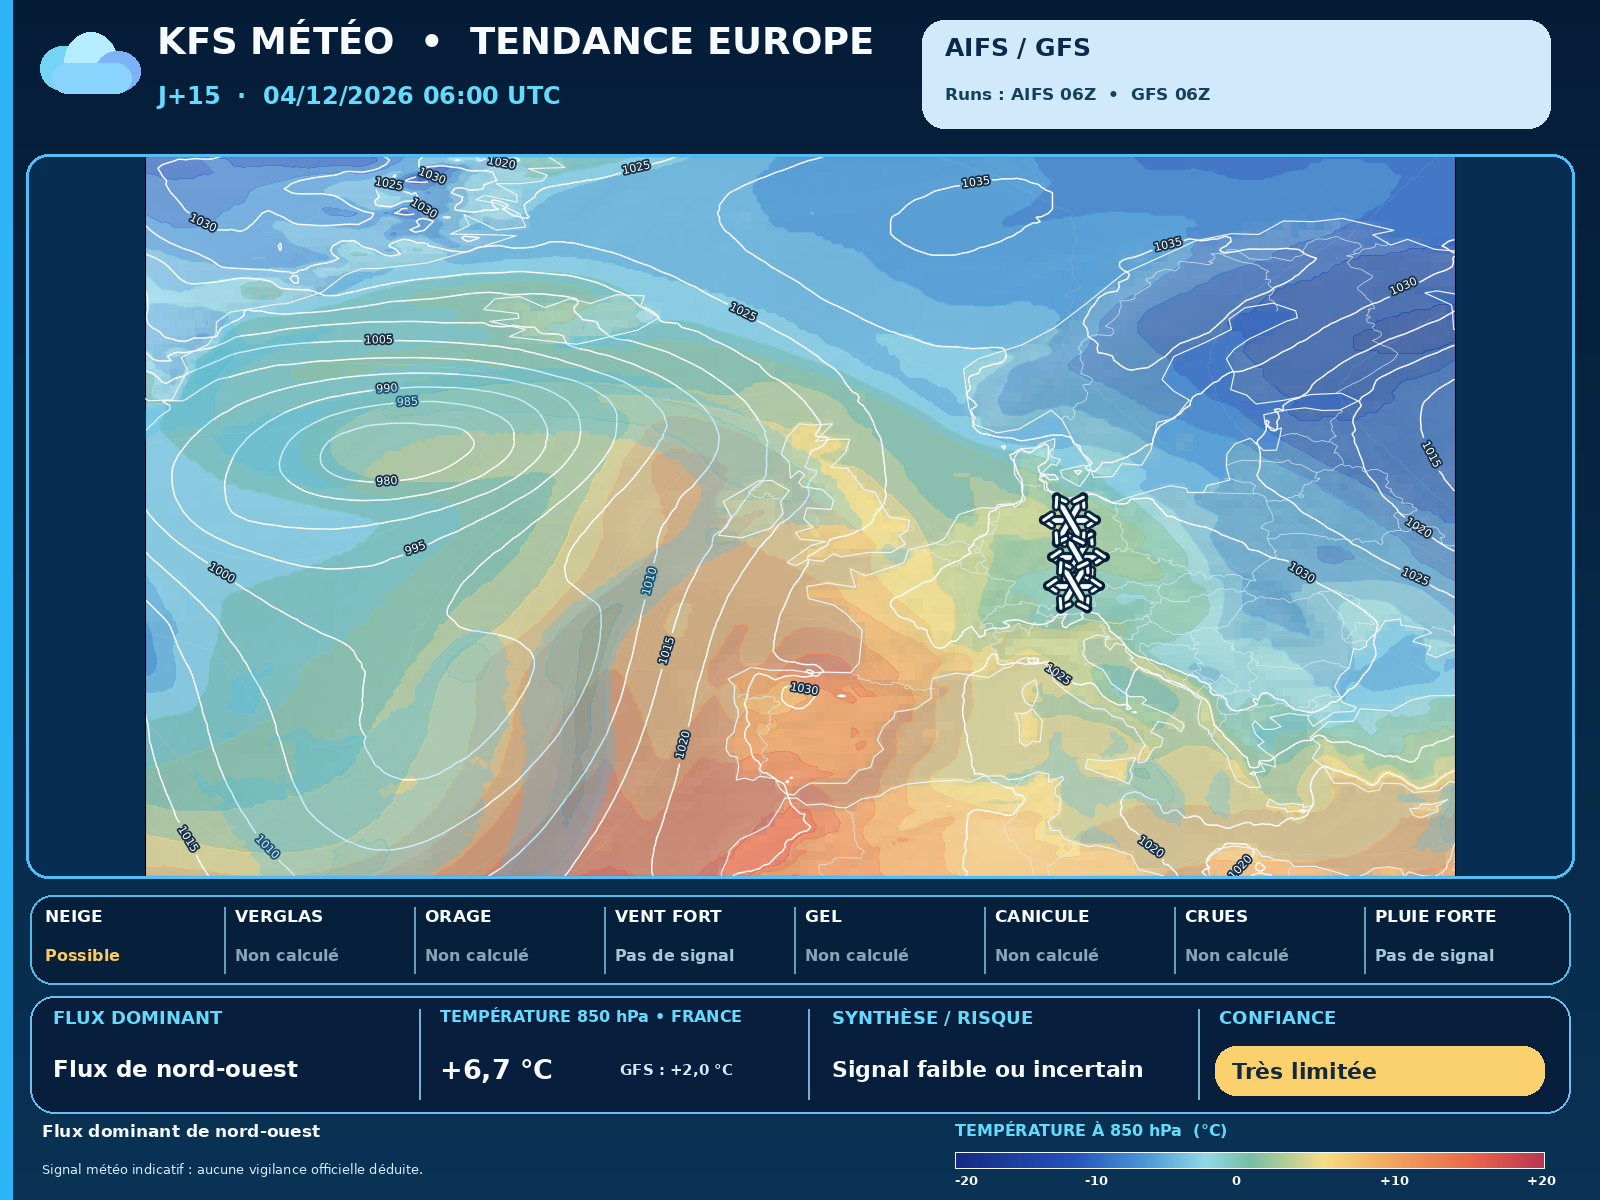 KFS MÉTÉO • TENDANCE EUROPE
J+15 · 04/12/2026 06:00 UTC
AIFS / GFS
Runs : AIFS 06Z • GFS 06Z
1020
1025
1030
1025
1035
1030
1030
1035
1030
1025
1005
990
985
1015
980
1020
995
1000
1010
1030
1025
1015
1025
1030
1020
1015
1010
1020
1020
NEIGE
VERGLAS
ORAGE
VENT FORT
GEL
CANICULE
CRUES
PLUIE FORTE
Possible
Non calculé
Non calculé
Pas de signal
Non calculé
Non calculé
Non calculé
Pas de signal
FLUX DOMINANT
Flux de nord-ouest
TEMPÉRATURE 850 hPa • FRANCE
+6,7 °C
GFS : +2,0 °C
SYNTHÈSE / RISQUE
Signal faible ou incertain
CONFIANCE
Très limitée
Flux dominant de nord-ouest
Signal météo indicatif : aucune vigilance officielle déduite.
TEMPÉRATURE À 850 hPa (°C)
-20
-10
0
+10
+20